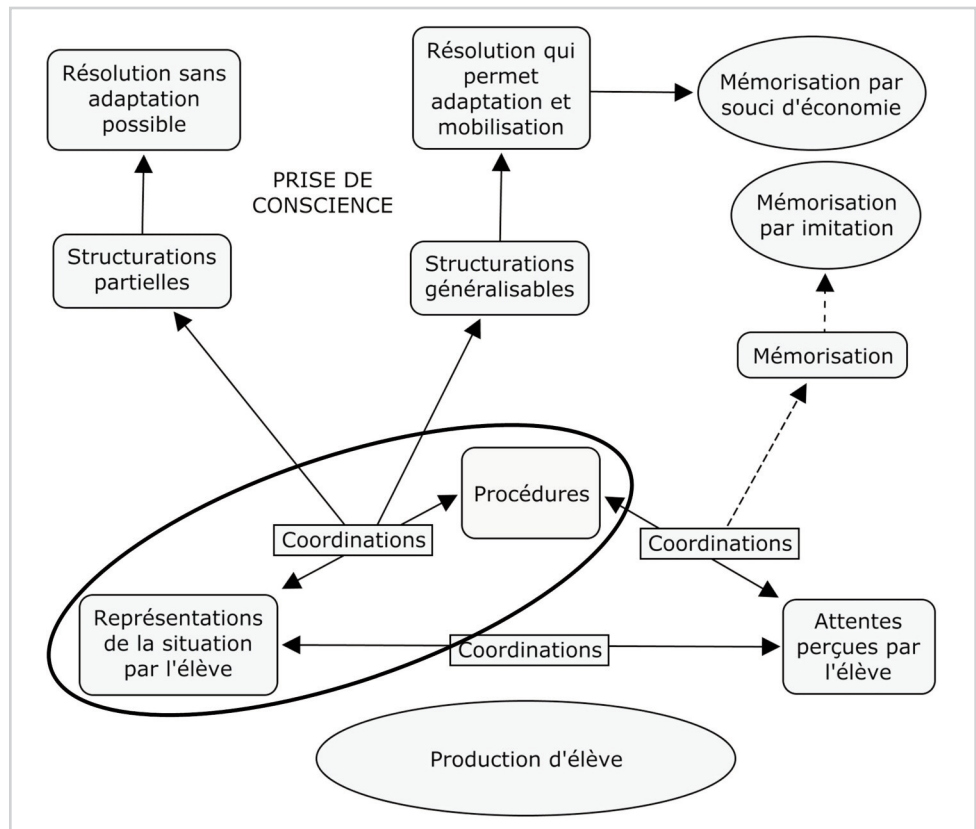 Résolution sans
adaptation
possible
Résolution qui
permet
adaptation et
mobilisation
Mémorisation par
souci d'économie
PRISE DE
CONSCIENCE
Mémorisation
par imitation
Structurations
partielles
Structurations
généralisables
Mémorisation
Procédures
Coordinations
Coordinations
Représentations
de la situation
par l'élève
Coordinations
Attentes
perçues par
l'élève
Production d'élève